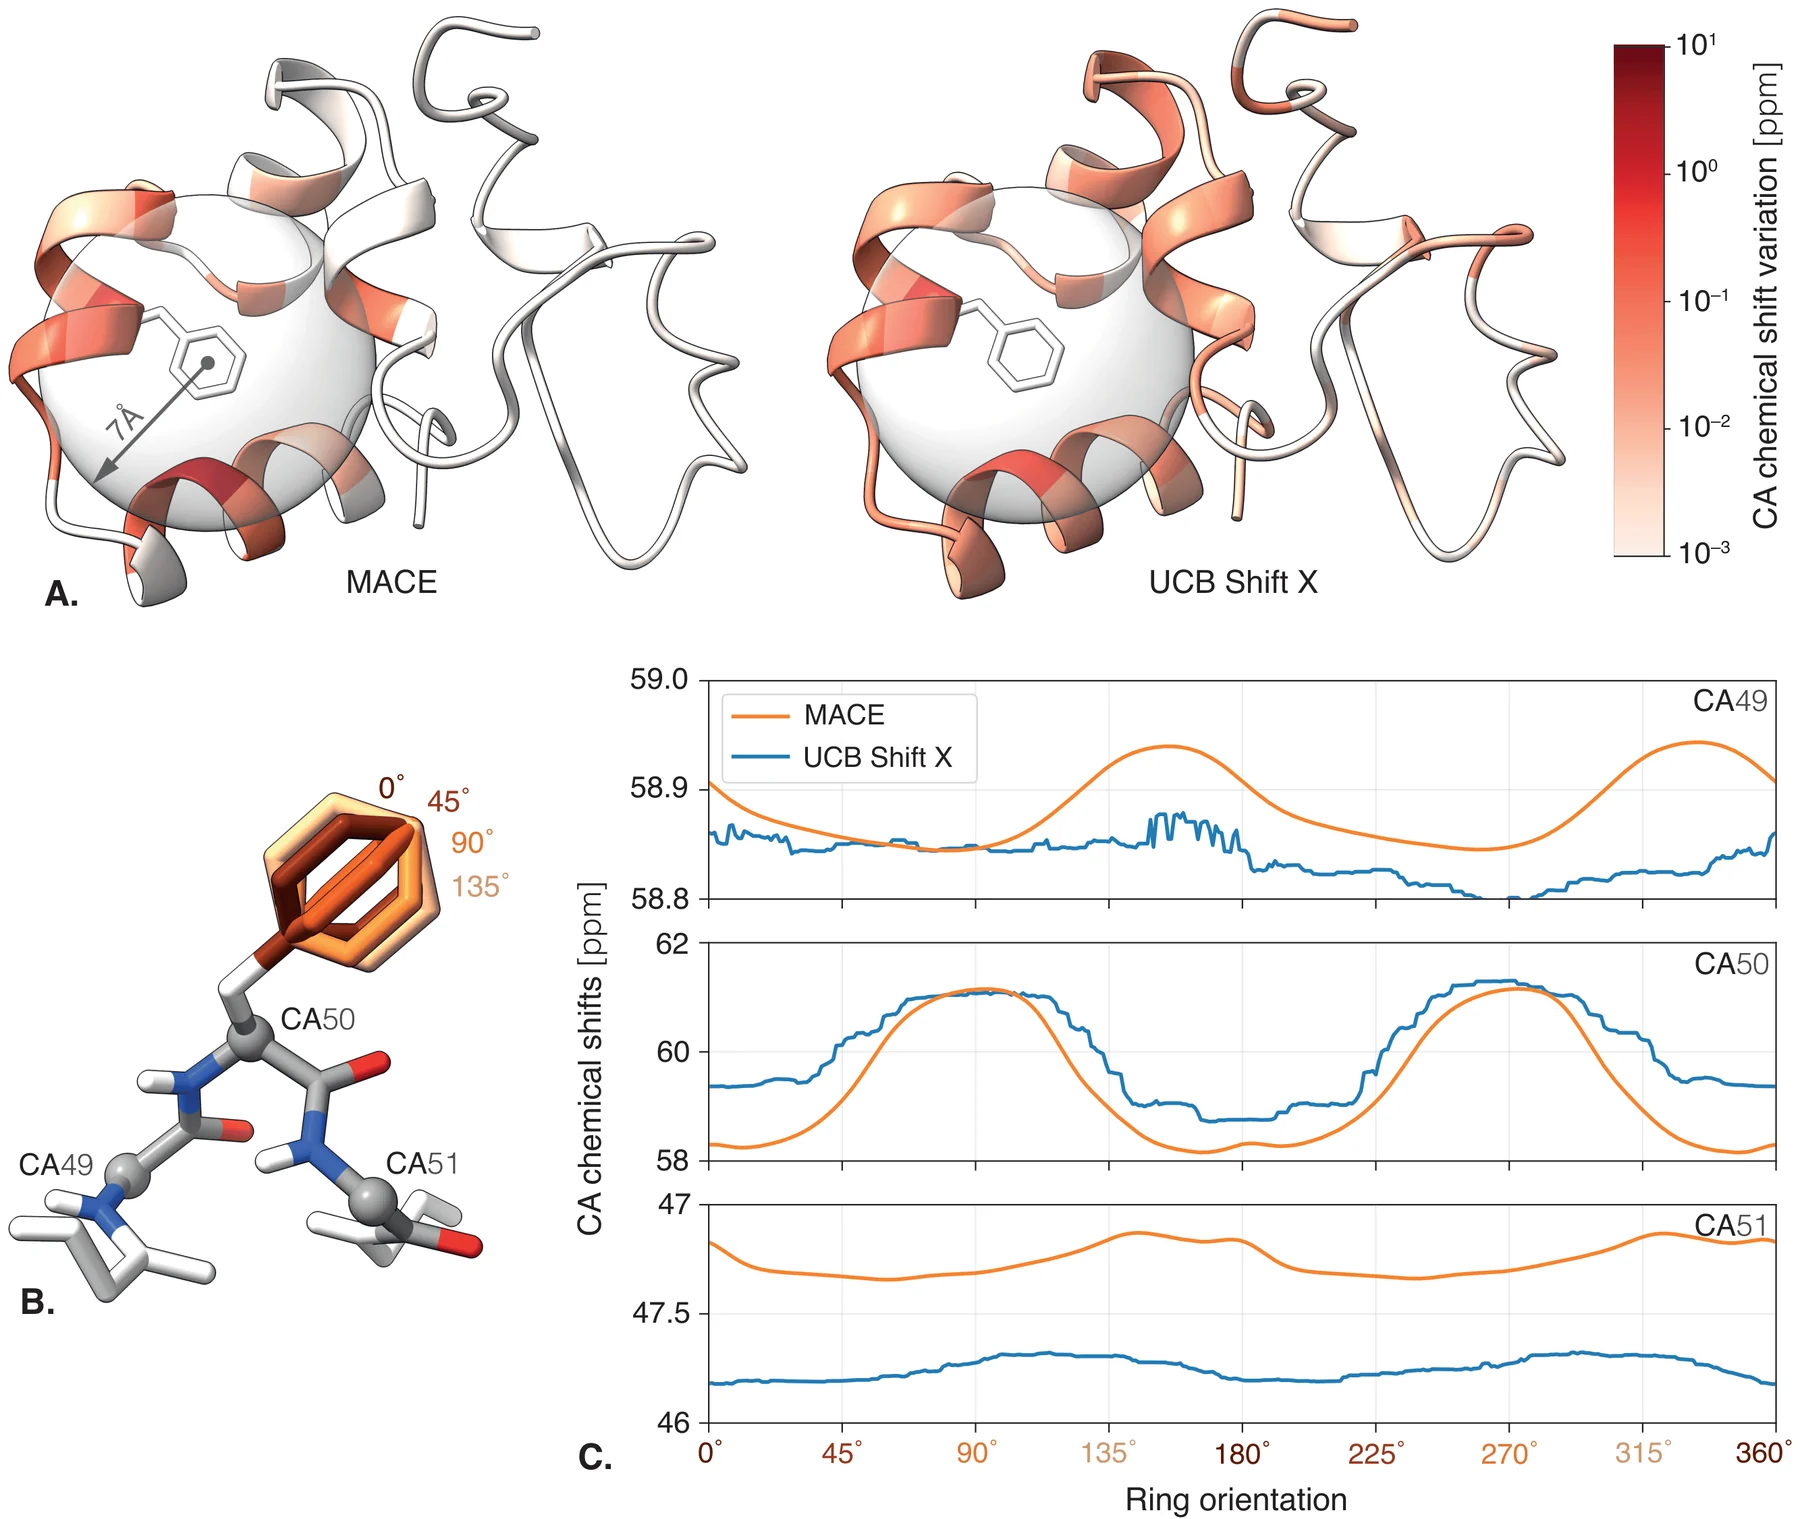 10¹
10⁰
10⁻¹
10⁻²
10⁻³
CA chemical shift variation [ppm]
7Å
A.
MACE
UCB Shift X
0°
45°
90°
135°
CA50
CA49
CA51
B.
59.0
58.9
58.8
MACE
UCB Shift X
CA49
62
60
58
CA50
47
47.5
46
CA51
CA chemical shifts [ppm]
C.
0° 45° 90° 135° 180° 225° 270° 315° 360°
Ring orientation